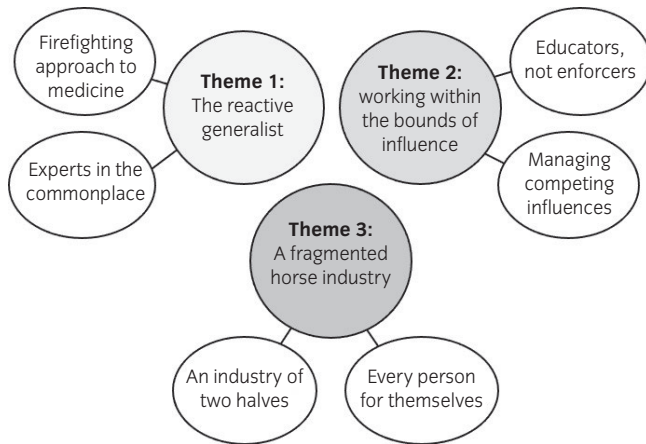 Firefighting
approach to
medicine
Experts in the
commonplace
Theme 1:
The reactive
generalist
Theme 2:
working within
the bounds of
influence
Educators,
not enforcers
Managing
competing
influences
Theme 3:
A fragmented
horse industry
An industry of
two halves
Every person
for themselves